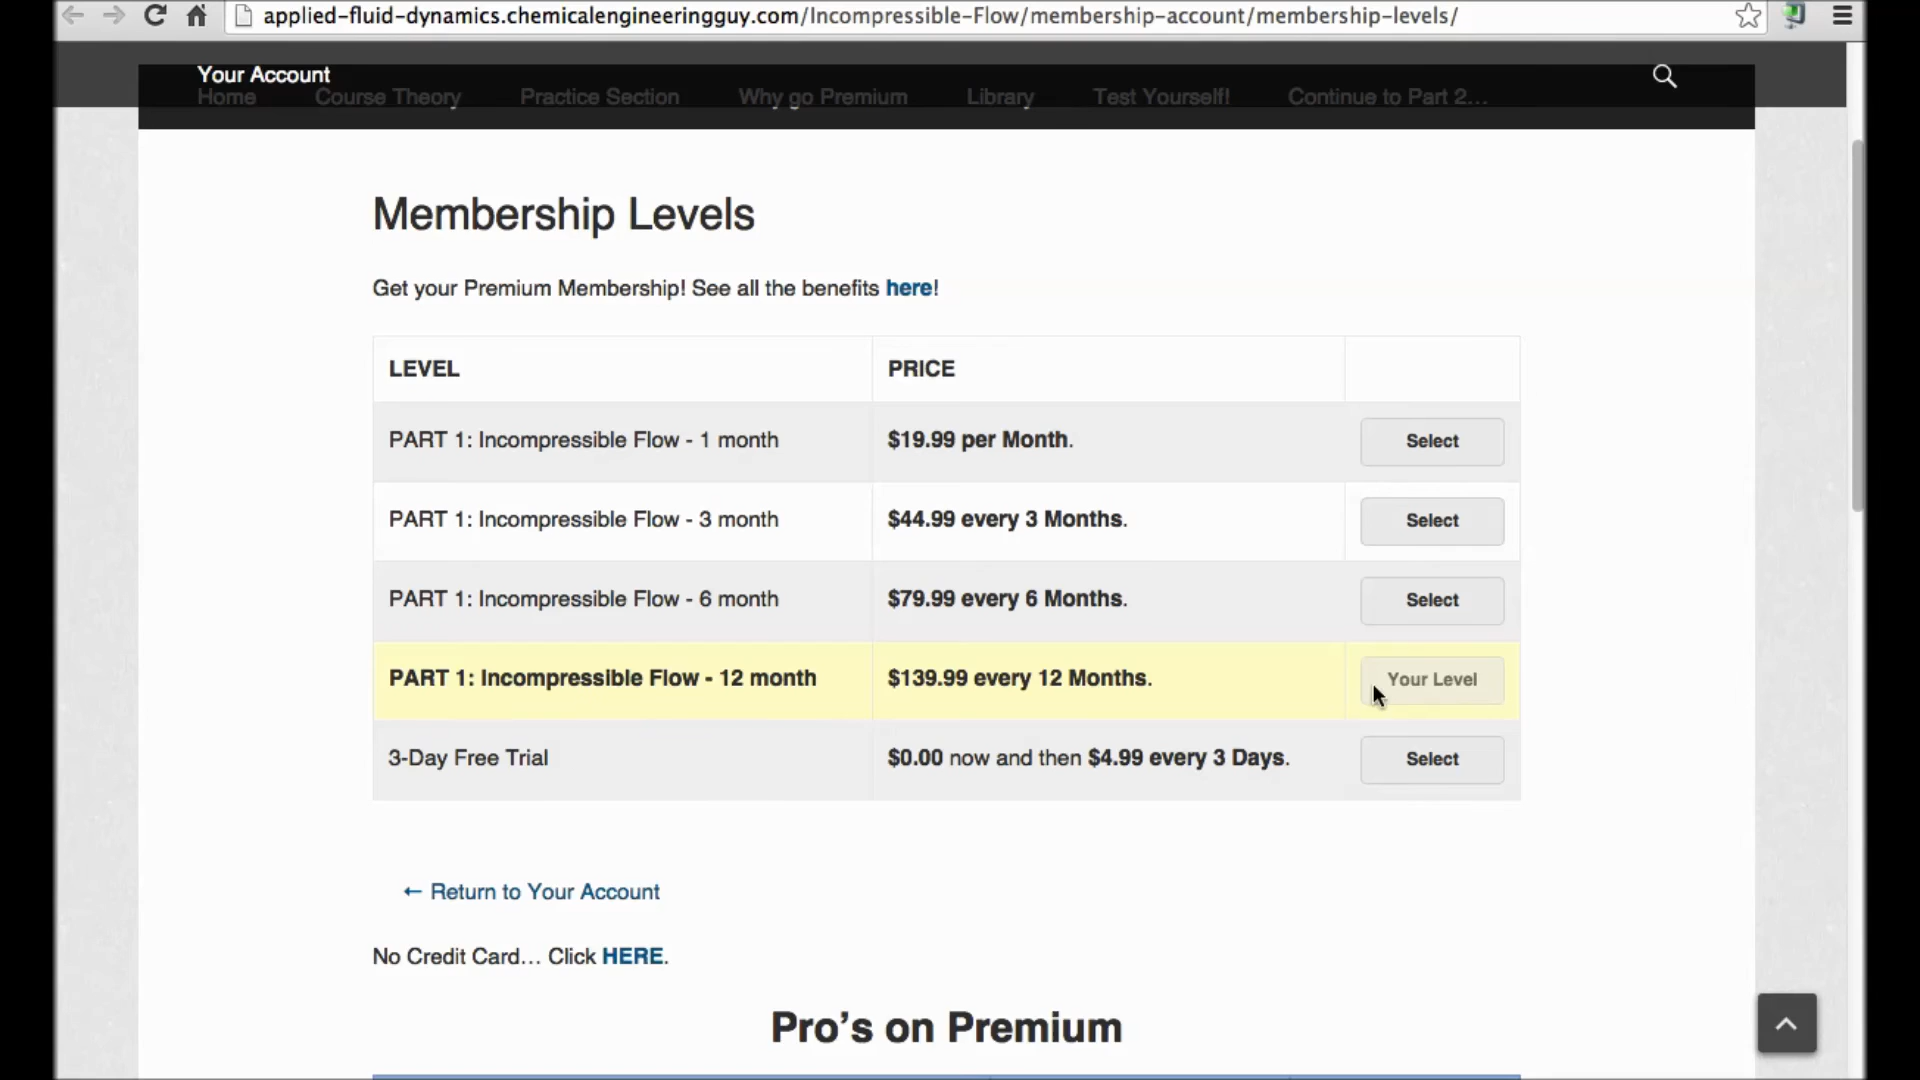 applied-fluid-dynamics.chemicalengineeringguy.com/Incompressible-Flow/membership-account/membership-levels/
Your Account
Home Course Theory Practice Section Why go Premium Library Test Yourself! Continue to Part 2...
Membership Levels
Get your Premium Membership! See all the benefits here!
LEVEL PRICE
PART 1: Incompressible Flow - 1 month $19.99 per Month. Select
PART 1: Incompressible Flow - 3 month $44.99 every 3 Months. Select
PART 1: Incompressible Flow - 6 month $79.99 every 6 Months. Select
PART 1: Incompressible Flow - 12 month $139.99 every 12 Months. Your Level
3-Day Free Trial $0.00 now and then $4.99 every 3 Days. Select
← Return to Your Account
No Credit Card... Click HERE.
Pro's on Premium